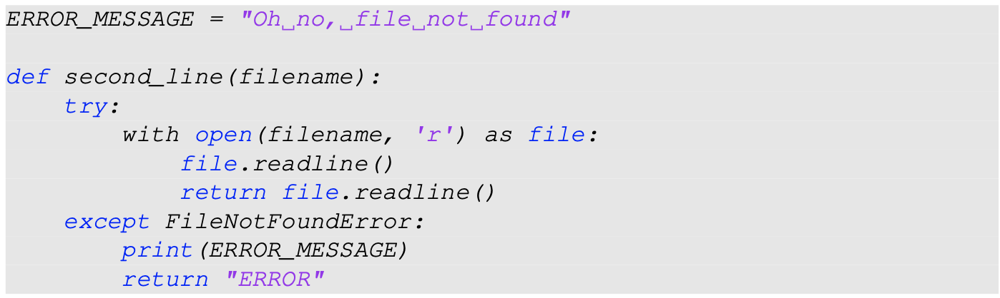 ERROR_MESSAGE = "Oh␣no,␣file␣not␣found"

def second_line(filename):
    try:
        with open(filename, 'r') as file:
            file.readline()
            return file.readline()
    except FileNotFoundError:
        print(ERROR_MESSAGE)
        return "ERROR"